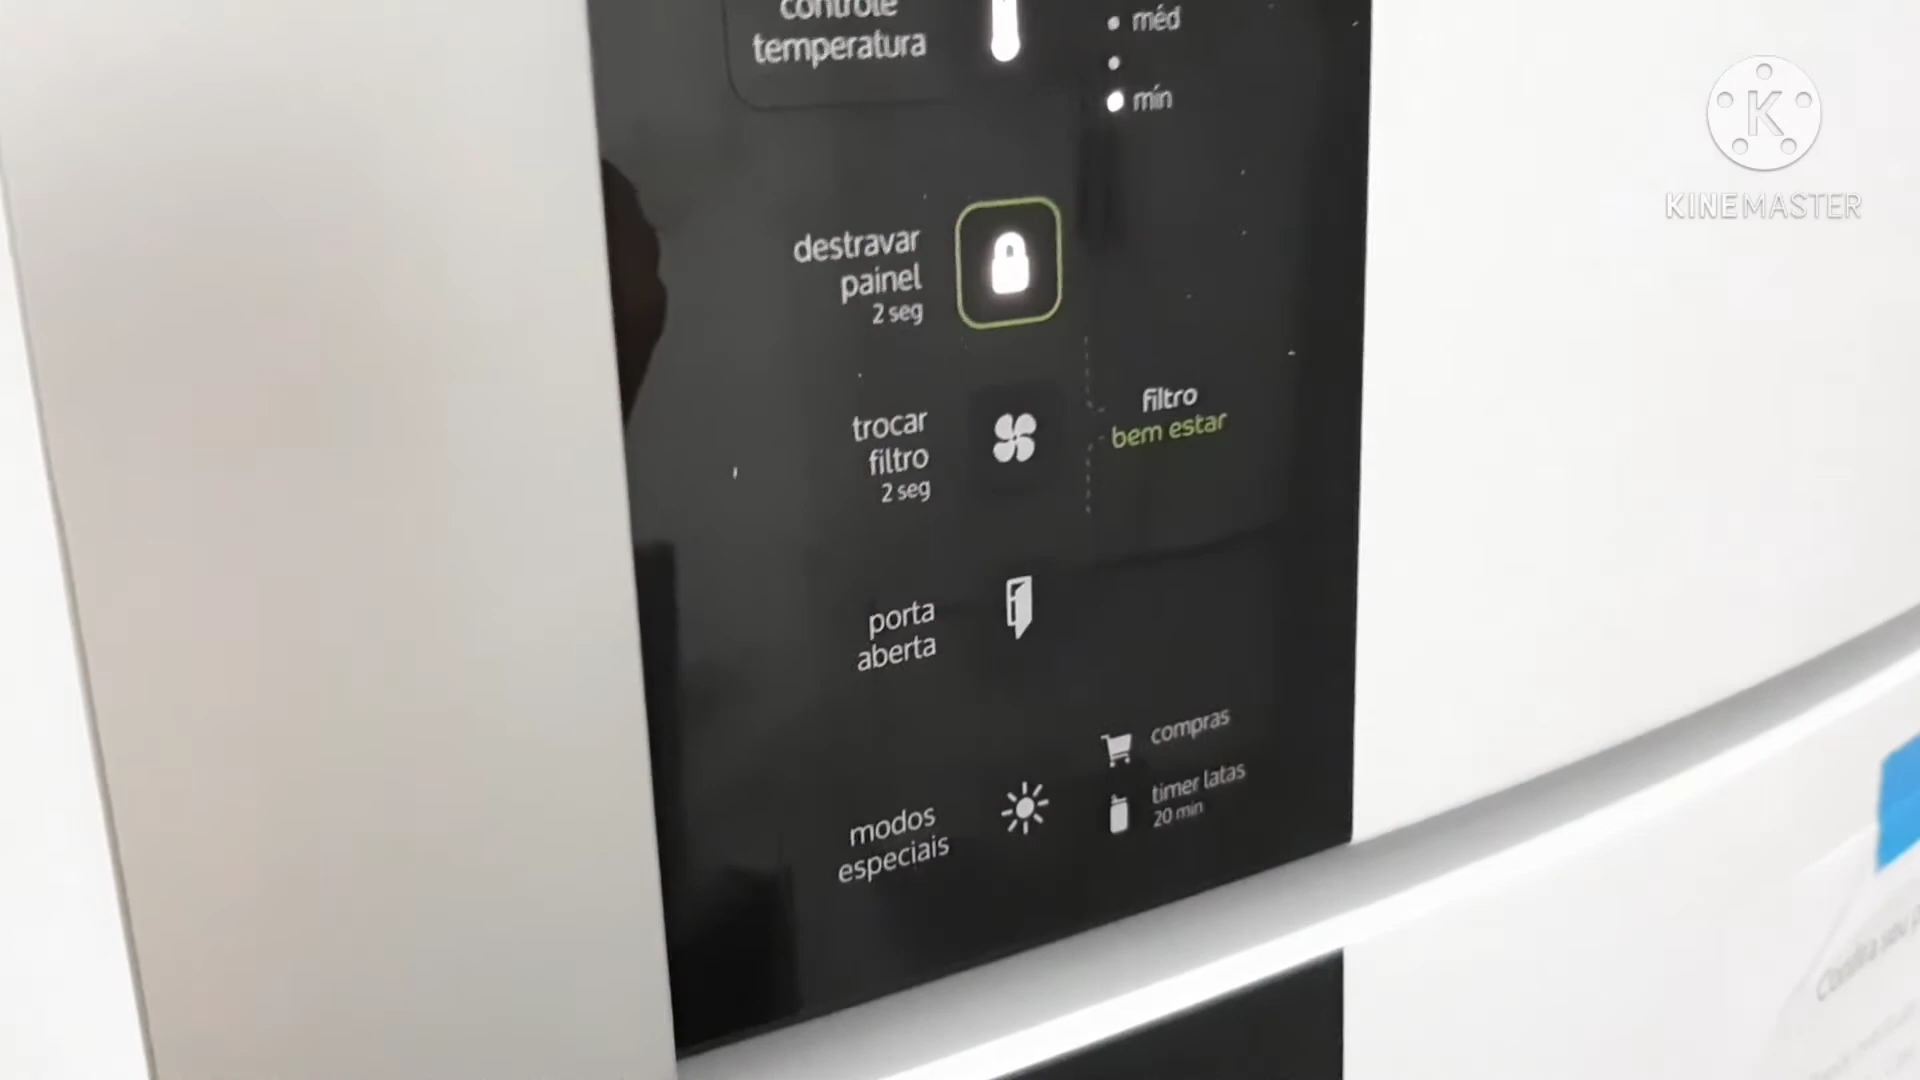 controle
temperatura
méd
mín
destravar
painel
2 seg
trocar
filtro
2 seg
filtro
bem estar
porta
aberta
modos
especiais
compras
timer latas
20 min
K
KINEMASTER